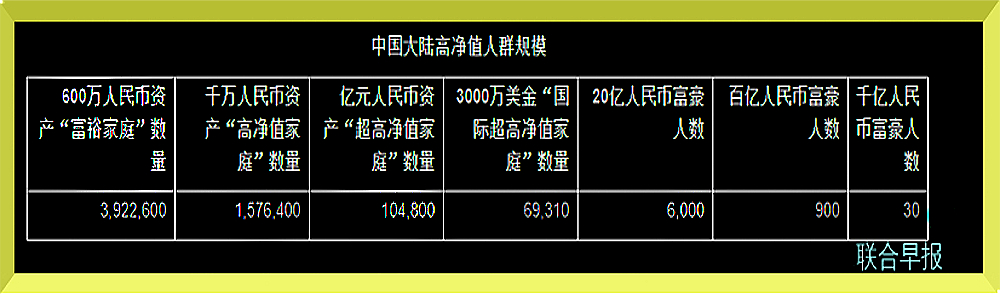 中国大陆高净值人群规模
600万人民币资产“富裕家庭”数量
千万人民币资产“高净值家庭”数量
亿元人民币资产“超高净值家庭”数量
3000万美金“国际超高净值家庭”数量
20亿人民币富豪人数
百亿人民币富豪人数
千亿人民币富豪人数
3,922,600
1,576,400
104,800
69,310
6,000
900
30
联合早报